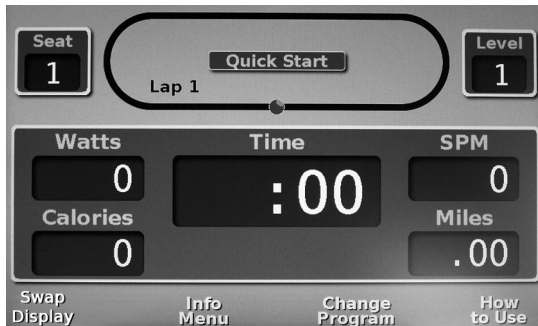 Seat
1
Quick Start
Lap 1
Level
1
Watts
0
Time
:00
SPM
0
Calories
0
Miles
.00
Swap
Display
Info
Menu
Change
Program
How
to Use